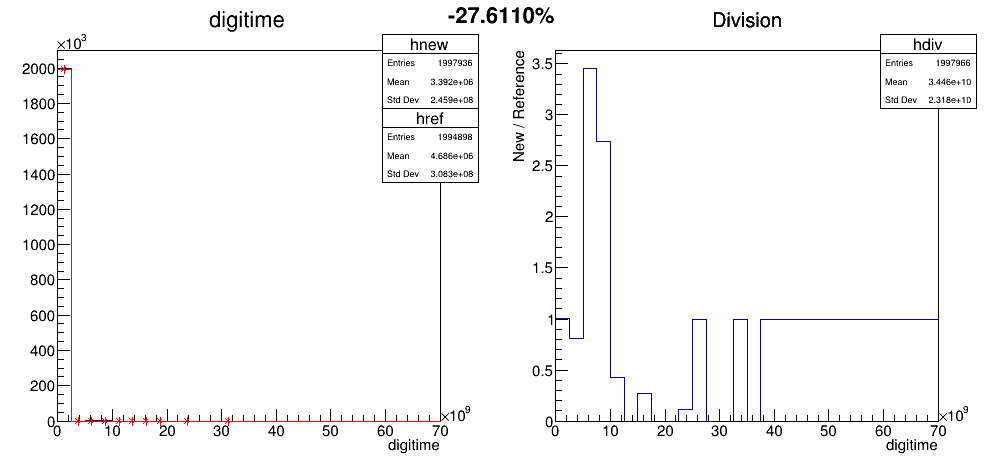 -27.6110%
digitime
×10³
hnew
Entries 1997936
Mean 3.392e+06
Std Dev 2.459e+08
href
Entries 1994898
Mean 4.686e+06
Std Dev 3.083e+08
2000
1800
1600
1400
1200
1000
800
600
400
200
0
0 10 20 30 40 50 60 70
×10⁹
digitime
Division
hdiv
Entries 1997966
Mean 3.446e+10
Std Dev 2.318e+10
New / Reference
3.5
3
2.5
2
1.5
1
0.5
0
0 10 20 30 40 50 60 70
×10⁹
digitime